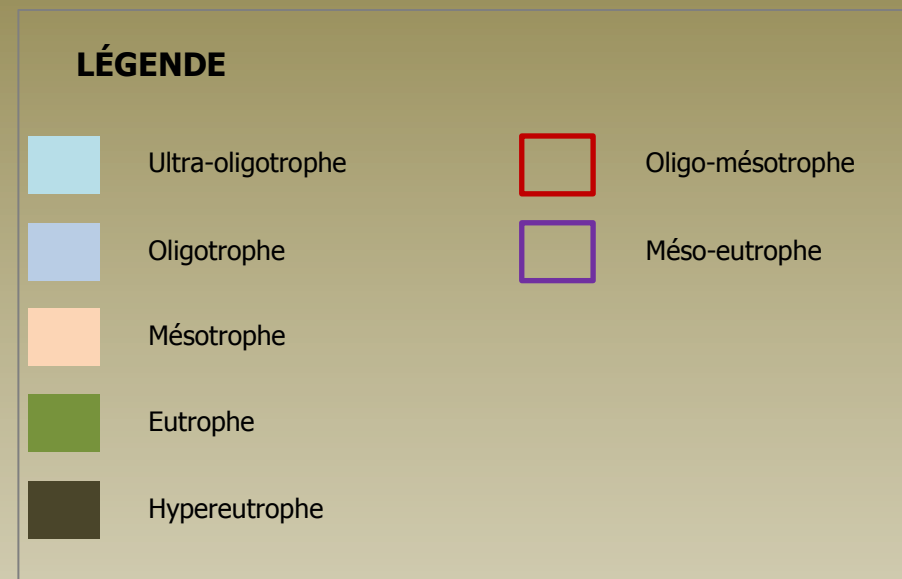 LÉGENDE
Ultra-oligotrophe
Oligotrophe
Mésotrophe
Eutrophe
Hypereutrophe
Oligo-mésotrophe
Méso-eutrophe